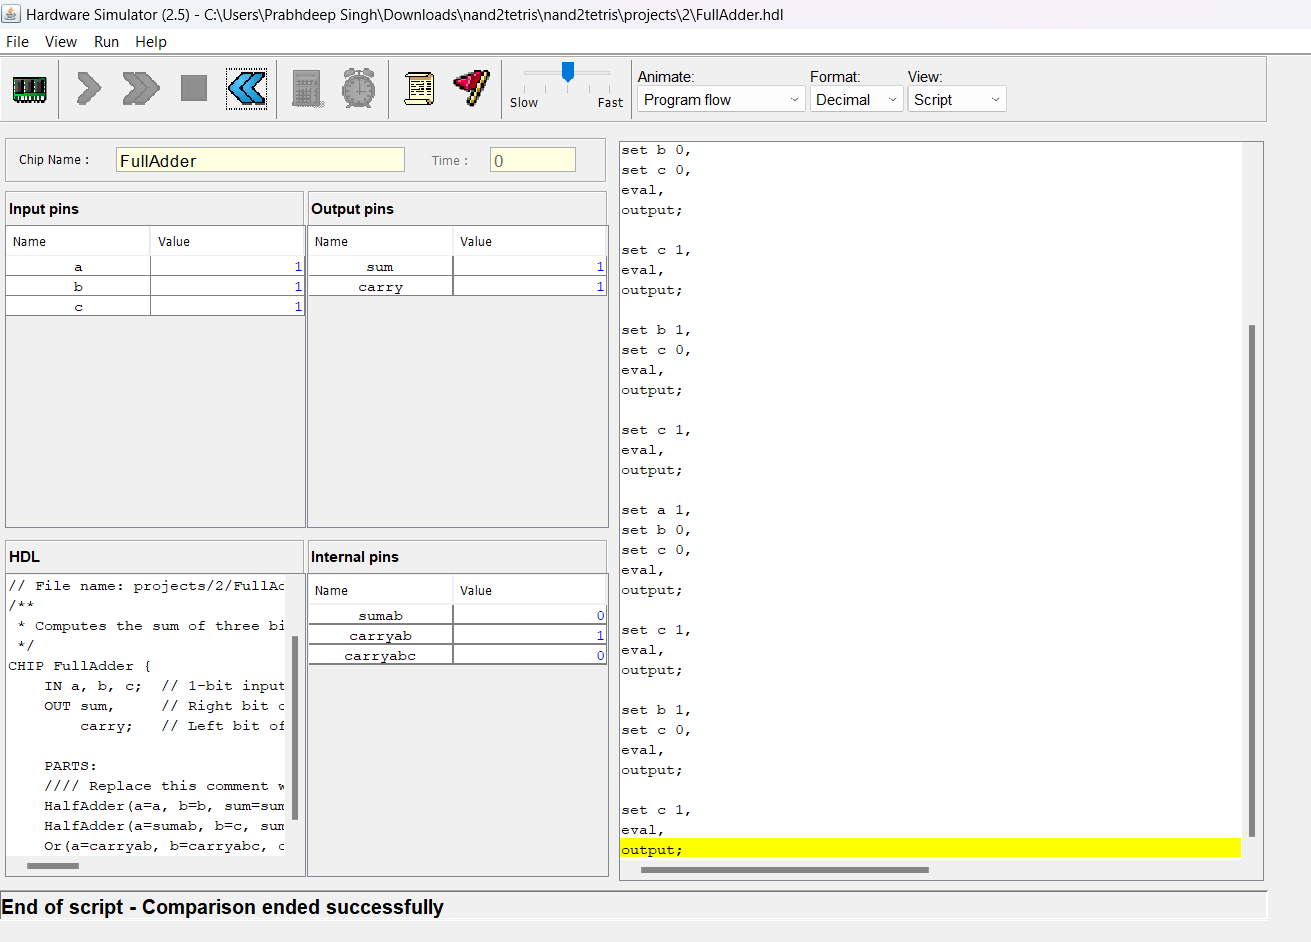 Hardware Simulator (2.5) - C:\Users\Prabhdeep Singh\Downloads\nand2tetris\nand2tetris\projects\2\FullAdder.hdl
File View Run Help
Slow Fast
Animate: Format: View:
Program flow Decimal Script
Chip Name : FullAdder Time : 0
Input pins
Name Value
a 1
b 1
c 1
Output pins
Name Value
sum 1
carry 1
HDL
// File name: projects/2/FullAd
/**
* Computes the sum of three bi
*/
CHIP FullAdder {
IN a, b, c; // 1-bit input
OUT sum, // Right bit o
carry; // Left bit of
PARTS:
//// Replace this comment w
HalfAdder(a=a, b=b, sum=sum
HalfAdder(a=sumab, b=c, sum
Or(a=carryab, b=carryabc, o
Internal pins
Name Value
sumab 0
carryab 1
carryabc 0
set b 0,
set c 0,
eval,
output;
set c 1,
eval,
output;
set b 1,
set c 0,
eval,
output;
set c 1,
eval,
output;
set a 1,
set b 0,
set c 0,
eval,
output;
set c 1,
eval,
output;
set b 1,
set c 0,
eval,
output;
set c 1,
eval,
output;
End of script - Comparison ended successfully